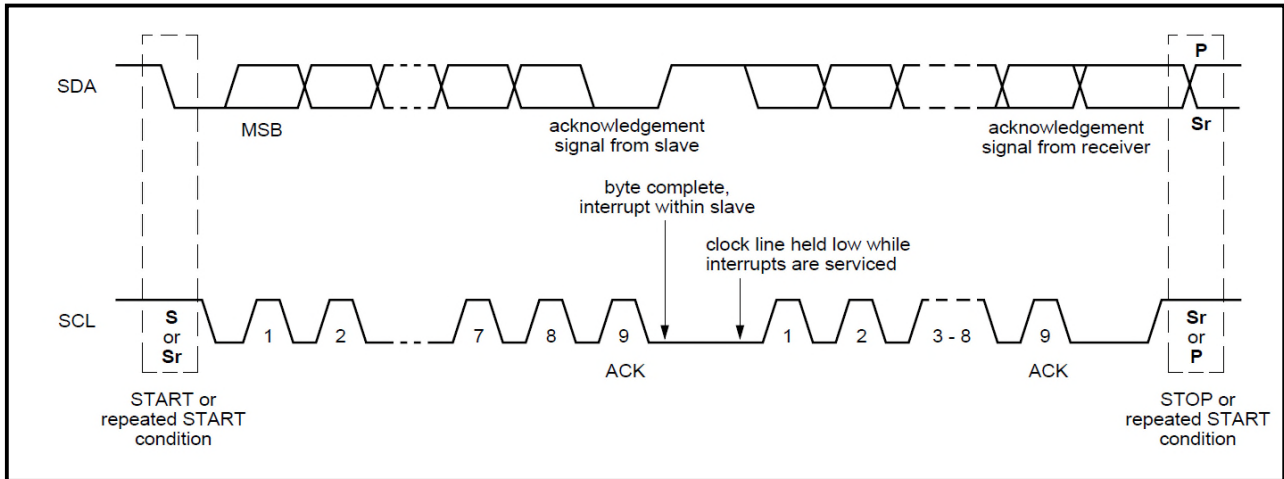 P
SDA
MSB
acknowledgement
signal from slave
acknowledgement
signal from receiver
Sr
byte complete,
interrupt within slave
clock line held low while
interrupts are serviced
SCL
S
or
Sr
1
2
7
8
9
1
2
3 - 8
9
Sr
or
P
ACK
ACK
START or
repeated START
condition
STOP or
repeated START
condition